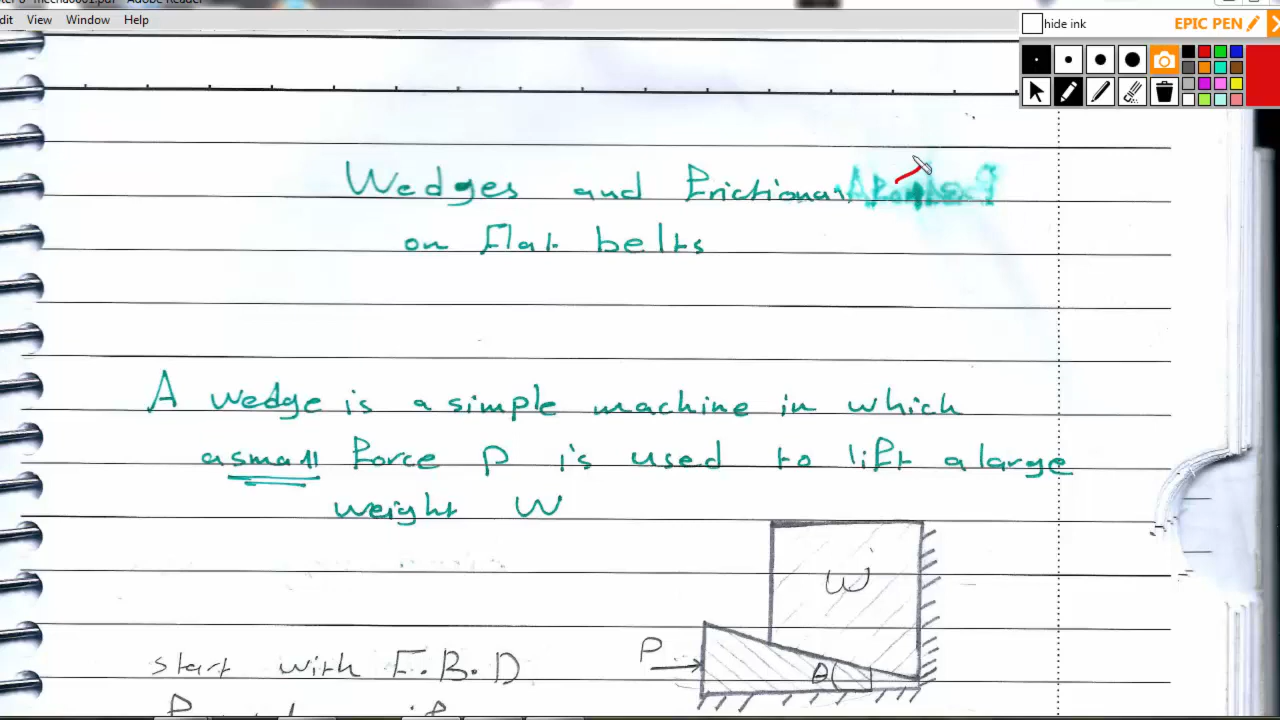 dit View Window Help
hide ink
EPIC PEN
Wedges and Frictional
on Flat belts
A wedge is a simple machine in which
a small Force P is used to lift a large
weight W
W
P
θ
start with F.B.D